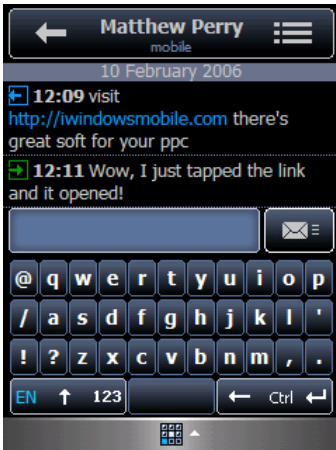 Matthew Perry
mobile
10 February 2006
12:09 visit
http://iwindowsmobile.com there's
great soft for your ppc
12:11 Wow, I just tapped the link
and it opened!
@ q w e r t y u i o p
/ a s d f g h j k l '
! ? z x c v b n m , .
EN ↑ 123 ← Ctrl ↵